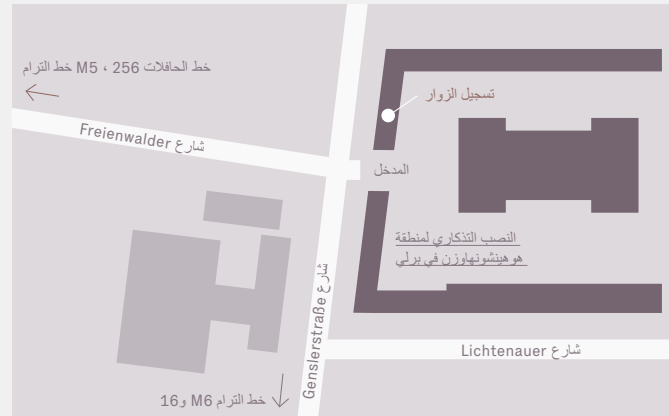 خط الحافلات 256 ، M5 خط الترام
تسجيل الزوار
شارع Freienwalder
المدخل
النصب التذكاري لمنطقة
هوهينشونهاوزن في برلي
شارع Genslerstraße
شارع Lichtenauer
خط الترام M6 و16